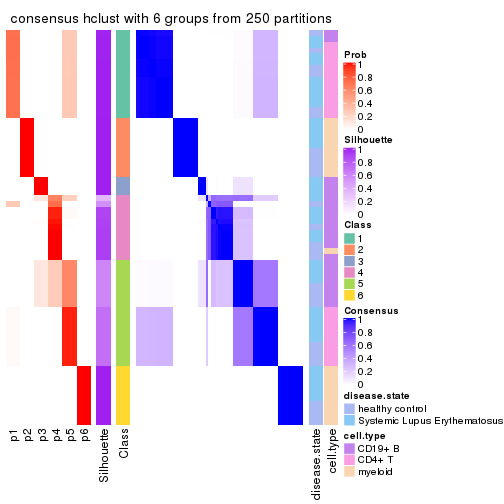 consensus hclust with 6 groups from 250 partitions
Prob
1
0.8
0.6
0.4
0.2
0
Silhouette
1
0.8
0.6
0.4
0.2
0
Class
1
2
3
4
5
6
Consensus
1
0.8
0.6
0.4
0.2
0
disease.state
healthy control
Systemic Lupus Erythematosus
cell.type
CD19+ B
CD4+ T
myeloid
p1
p2
p3
p4
p5
p6
Silhouette
Class
disease.state
cell.type